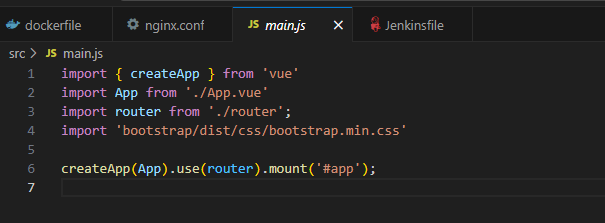 dockerfile
nginx.conf
JS main.js
Jenkinsfile
src > JS main.js
1 import { createApp } from 'vue'
2 import App from './App.vue'
3 import router from './router';
4 import 'bootstrap/dist/css/bootstrap.min.css'
5
6 createApp(App).use(router).mount('#app');
7